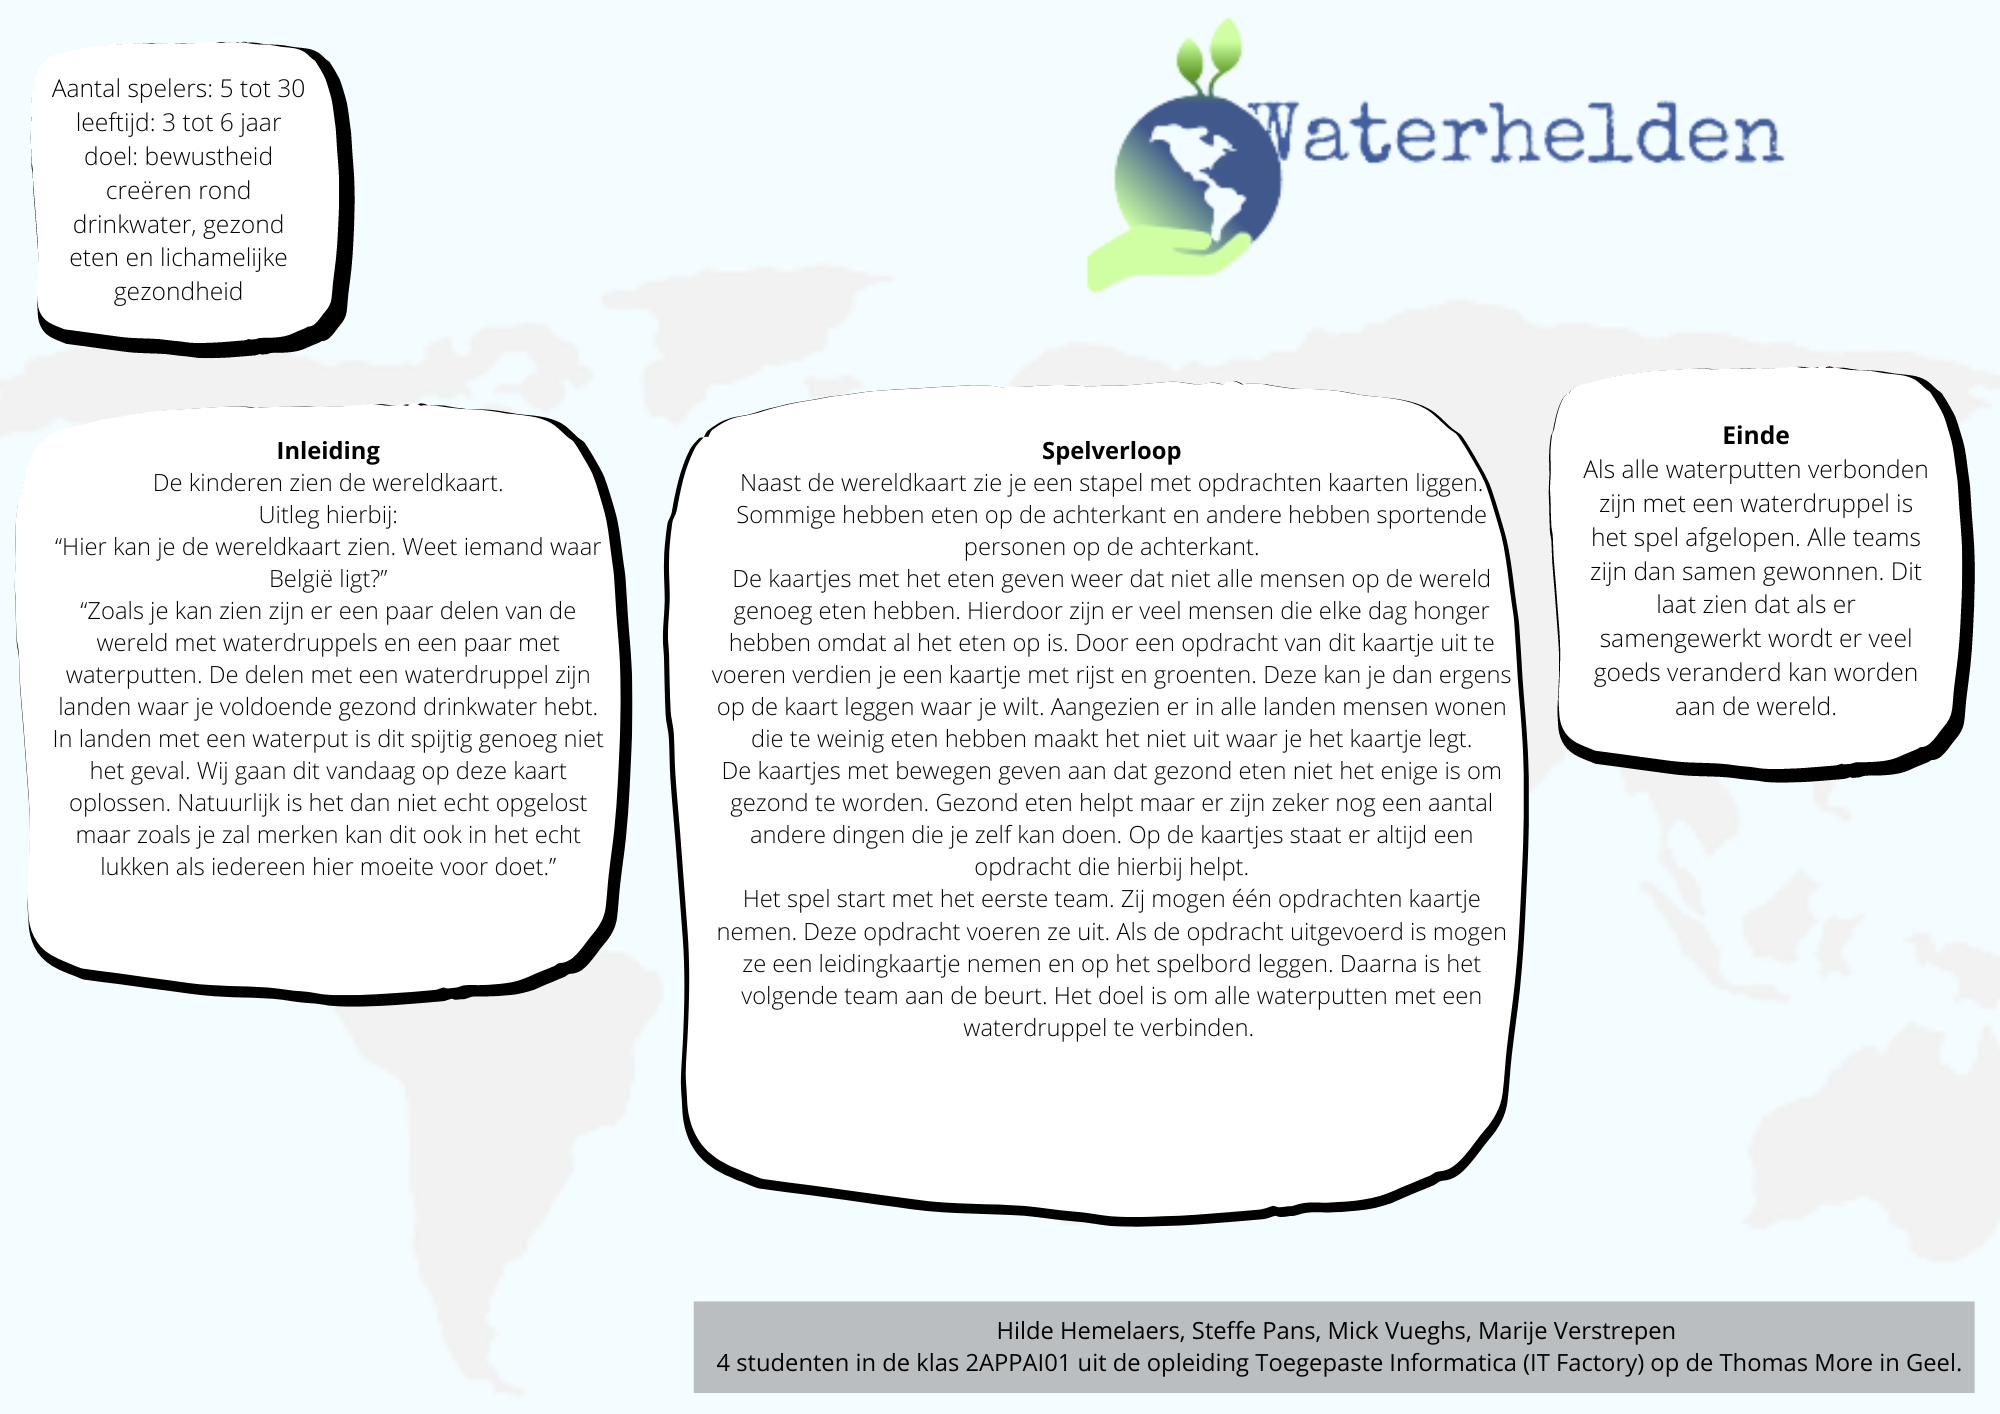 Aantal spelers: 5 tot 30
leeftijd: 3 tot 6 jaar
doel: bewustheid
creëren rond
drinkwater, gezond
eten en lichamelijke
gezondheid
Waterhelden
Inleiding
De kinderen zien de wereldkaart.
Uitleg hierbij:
“Hier kan je de wereldkaart zien. Weet iemand waar
België ligt?”
“Zoals je kan zien zijn er een paar delen van de
wereld met waterdruppels en een paar met
waterputten. De delen met een waterdruppel zijn
landen waar je voldoende gezond drinkwater hebt.
In landen met een waterput is dit spijtig genoeg niet
het geval. Wij gaan dit vandaag op deze kaart
oplossen. Natuurlijk is het dan niet echt opgelost
maar zoals je zal merken kan dit ook in het echt
lukken als iedereen hier moeite voor doet.”
Spelverloop
Naast de wereldkaart zie je een stapel met opdrachten kaarten liggen.
Sommige hebben eten op de achterkant en andere hebben sportende
personen op de achterkant.
De kaartjes met het eten geven weer dat niet alle mensen op de wereld
genoeg eten hebben. Hierdoor zijn er veel mensen die elke dag honger
hebben omdat al het eten op is. Door een opdracht van dit kaartje uit te
voeren verdien je een kaartje met rijst en groenten. Deze kan je dan ergens
op de kaart leggen waar je wilt. Aangezien er in alle landen mensen wonen
die te weinig eten hebben maakt het niet uit waar je het kaartje legt.
De kaartjes met bewegen geven aan dat gezond eten niet het enige is om
gezond te worden. Gezond eten helpt maar er zijn zeker nog een aantal
andere dingen die je zelf kan doen. Op de kaartjes staat er altijd een
opdracht die hierbij helpt.
Het spel start met het eerste team. Zij mogen één opdrachten kaartje
nemen. Deze opdracht voeren ze uit. Als de opdracht uitgevoerd is mogen
ze een leidingkaartje nemen en op het spelbord leggen. Daarna is het
volgende team aan de beurt. Het doel is om alle waterputten met een
waterdruppel te verbinden.
Einde
Als alle waterputten verbonden
zijn met een waterdruppel is
het spel afgelopen. Alle teams
zijn dan samen gewonnen. Dit
laat zien dat als er
samengewerkt wordt er veel
goeds veranderd kan worden
aan de wereld.
Hilde Hemelaers, Steffe Pans, Mick Vueghs, Marije Verstrepen
4 studenten in de klas 2APPAI01 uit de opleiding Toegepaste Informatica (IT Factory) op de Thomas More in Geel.